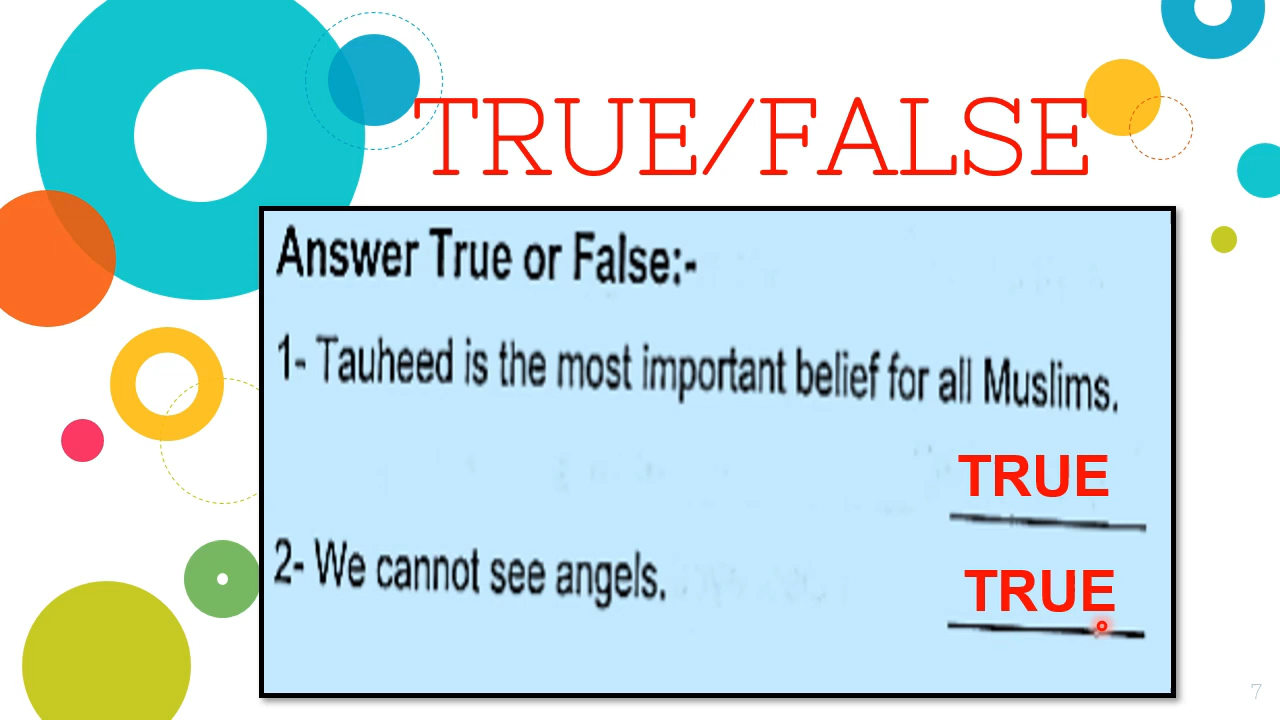 TRUE/FALSE
Answer True or False:-
1- Tauheed is the most important belief for all Muslims.
TRUE
2- We cannot see angels.
TRUE
7